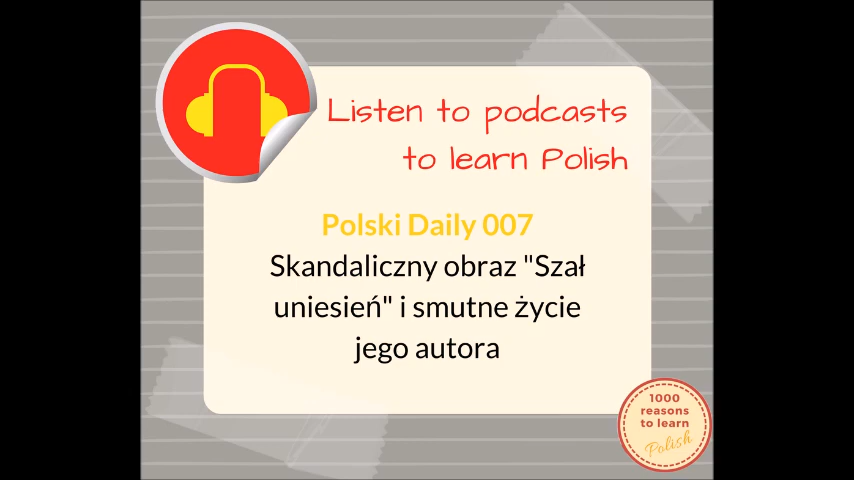 Listen to podcasts
to learn Polish
Polski Daily 007
Skandaliczny obraz "Szał
uniesień" i smutne życie
jego autora
1000
reasons
to learn
Polish